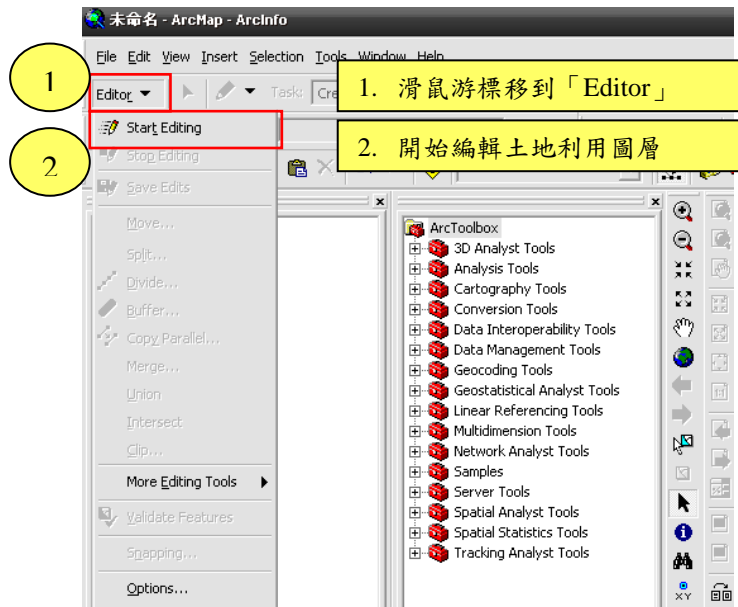 未命名 - ArcMap - ArcInfo
File Edit View Insert Selection Tools Window Help
1
Editor
Task: Cre
1. 滑鼠游標移到「Editor」
Start Editing
2
Stop Editing
2. 開始編輯土地利用圖層
Save Edits
Move...
Split...
Divide...
Buffer...
Copy Parallel...
Merge...
Union
Intersect
Clip...
More Editing Tools
Validate Features
Snapping...
Options...
ArcToolbox
3D Analyst Tools
Analysis Tools
Cartography Tools
Conversion Tools
Data Interoperability Tools
Data Management Tools
Geocoding Tools
Geostatistical Analyst Tools
Linear Referencing Tools
Multidimension Tools
Network Analyst Tools
Samples
Server Tools
Spatial Analyst Tools
Spatial Statistics Tools
Tracking Analyst Tools
1:1
XY